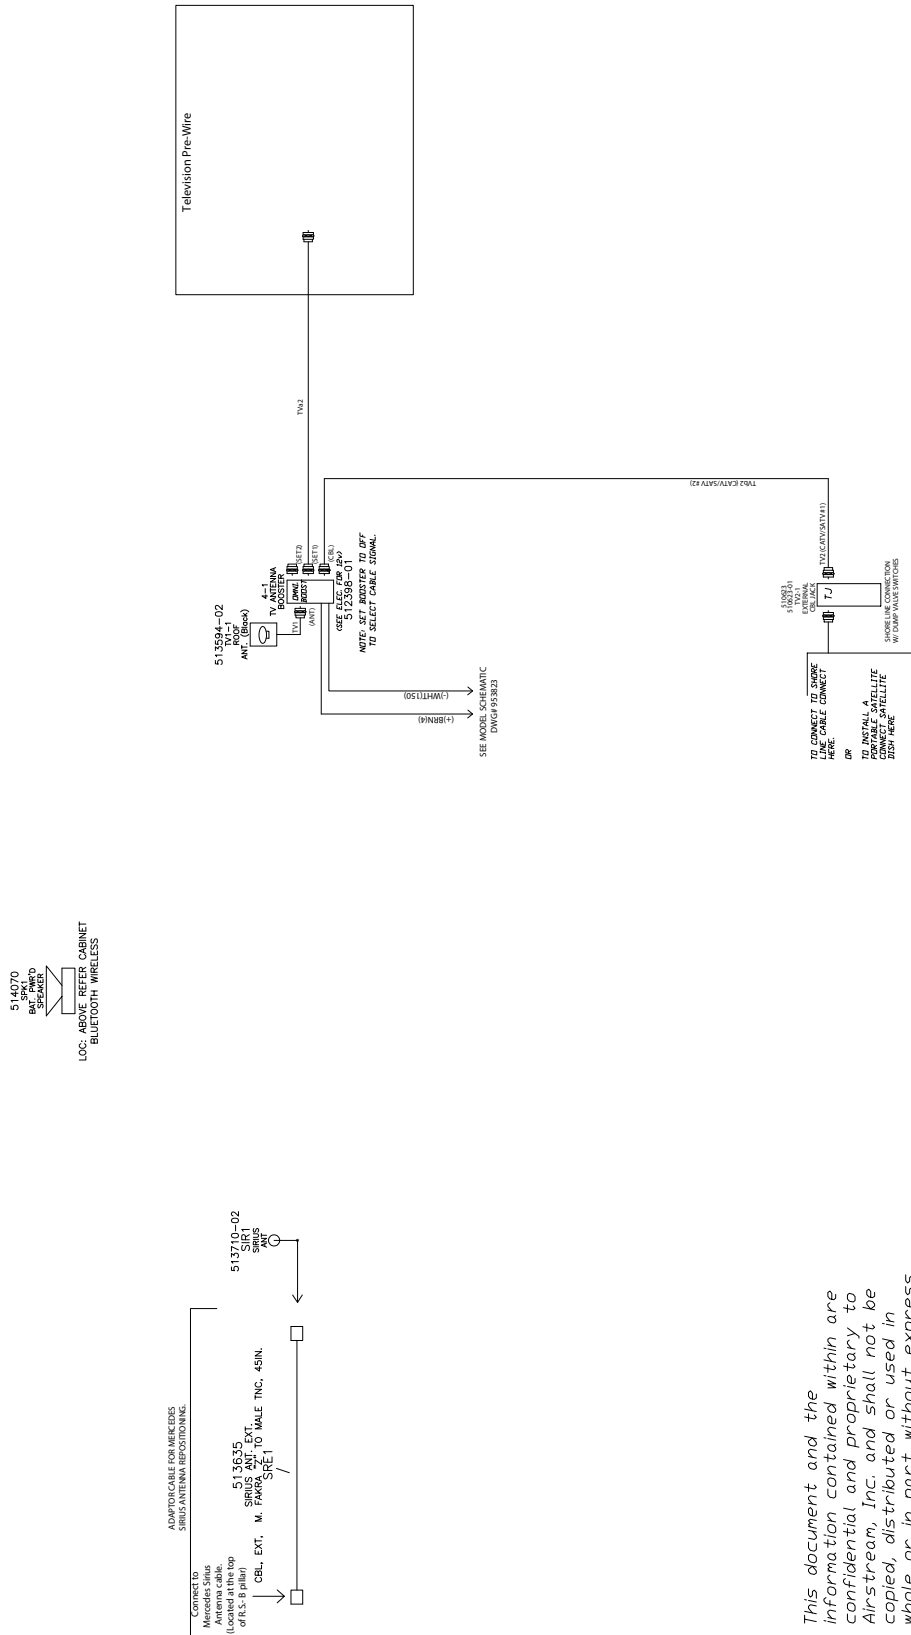 Television Pre-Wire
TVa2
TVb2 (CATV/SATV #2)
TV2 (CATV/SATV#1)
(SET2)
(SET1)
(CBL)
4-1
TV ANTENNA
BOOSTER
OMNI
BOOST
(SEE ELEC FOR 12v)
512398-01
NOTE: SET BOOSTER TO OFF
TO SELECT CABLE SIGNAL.
513594-02
TV1-1
ROOF
ANT. (Black)
TV1
(ANT)
(-)WHT(150)
(+)BRN(4)
SEE MODEL SCHEMATIC
DWG# 953823
510623
510622-01
TV2-1
EXTERNAL
CBL JACK
TJ
SHORE LINE CONNECTION
W/ DUMP VALVE SWITCHES
TO CONNECT TO SHORE
LINE CABLE CONNECT
HERE.
OR
TO INSTALL A
PORTABLE SATELLITE
CONNECT SATELLITE
DISH HERE
514070
SPK1
BAT. PWR'D
SPEAKER
LOC: ABOVE REFER CABINET
BLUETOOTH WIRELESS
513710-02
SIR1
SIRIUS
ANT
ADAPTOR CABLE FOR MERCEDES
SIRIUS ANTENNA REPOSITIONING.
513635
SIRIUS ANT. EXT.
CBL, EXT, M. FAKRA "Z" TO MALE TNC, 45IN.
SRE1
Connect to
Mercedes Sirius
Antenna cable.
(Located at the top
of R.S.- B pillar)
This document and the
information contained within are
confidential and proprietary to
Airstream, Inc. and shall not be
copied, distributed or used in
whole or in part without express